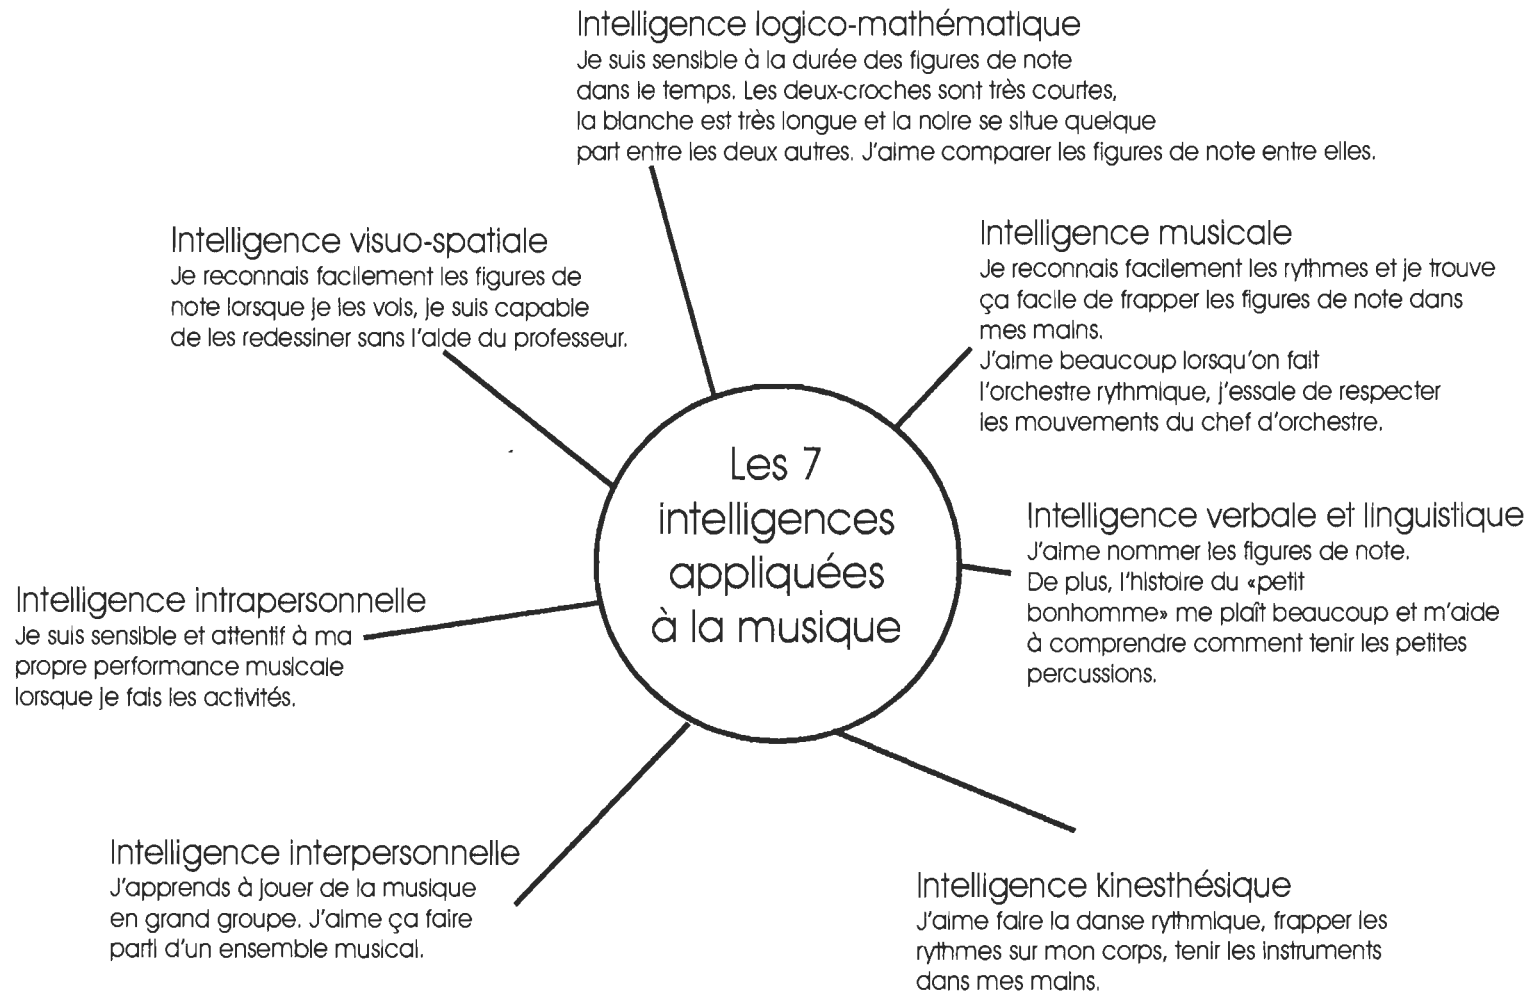 Intelligence logico-mathématique
Je suis sensible à la durée des figures de note
dans le temps. Les deux-croches sont très courtes,
la blanche est très longue et la noire se situe quelque
part entre les deux autres. J'aime comparer les figures de note entre elles.
Intelligence visuo-spatiale
Je reconnais facilement les figures de
note lorsque je les vois, je suis capable
de les redessiner sans l'aide du professeur.
Intelligence musicale
Je reconnais facilement les rythmes et je trouve
ça facile de frapper les figures de note dans
mes mains.
J'aime beaucoup lorsqu'on fait
l'orchestre rythmique, j'essaie de respecter
les mouvements du chef d'orchestre.
Les 7
intelligences
appliquées
à la musique
Intelligence verbale et linguistique
J'aime nommer les figures de note.
De plus, l'histoire du «petit
bonhomme» me plaît beaucoup et m'aide
à comprendre comment tenir les petites
percussions.
Intelligence intrapersonnelle
Je suis sensible et attentif à ma
propre performance musicale
lorsque je fais les activités.
Intelligence interpersonnelle
J'apprends à jouer de la musique
en grand groupe. J'aime ça faire
parti d'un ensemble musical.
Intelligence kinesthésique
J'aime faire la danse rythmique, frapper les
rythmes sur mon corps, tenir les instruments
dans mes mains.